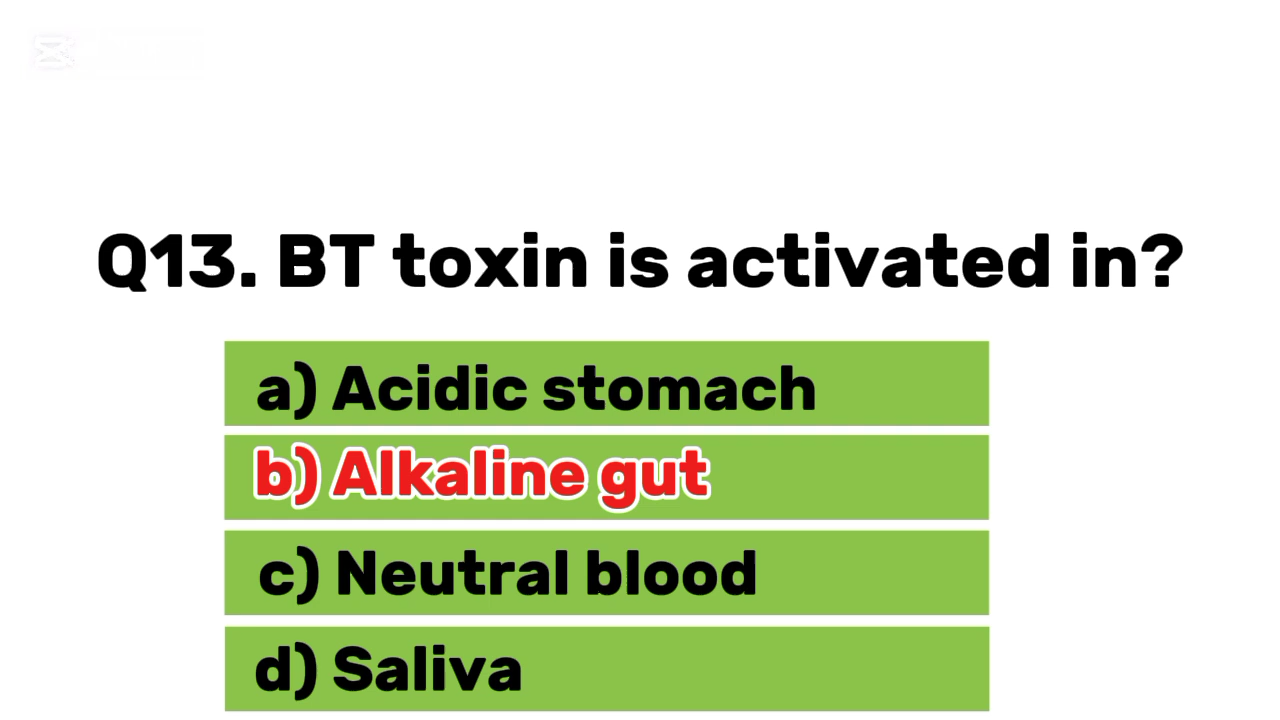 Q13. BT toxin is activated in?
a) Acidic stomach
b) Alkaline gut
c) Neutral blood
d) Saliva